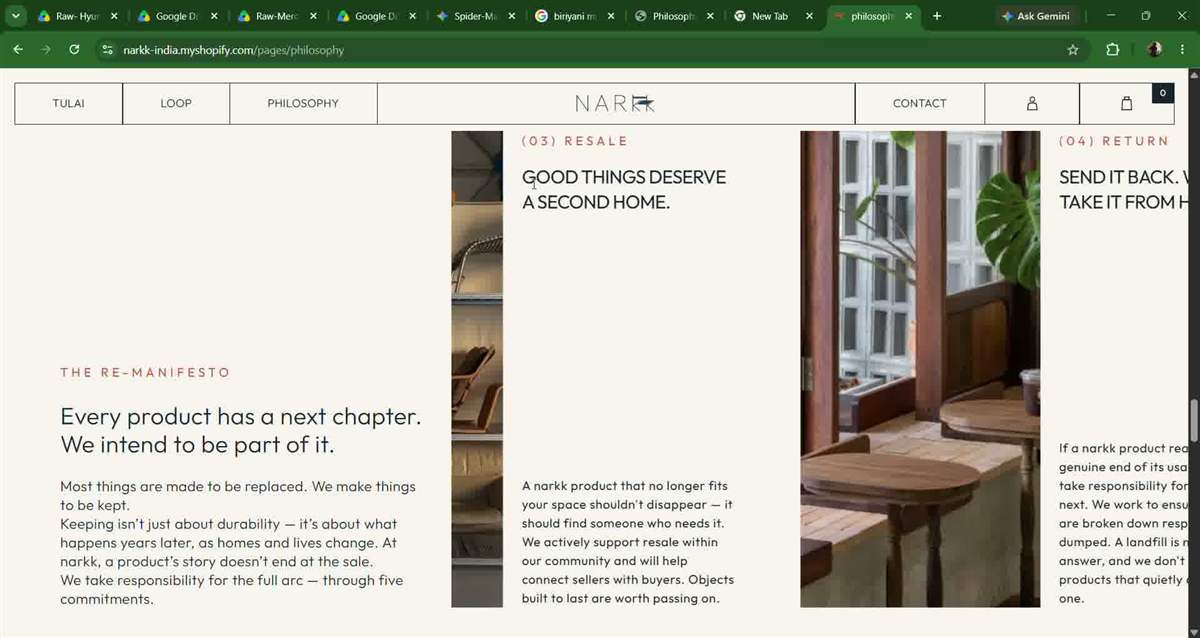 Raw- Hyun
Google Dr
Raw-Merc
Google Dr
Spider-Ma
biriyani m
Philosoph
New Tab
philosoph
Ask Gemini
narkk-india.myshopify.com/pages/philosophy
TULAI
LOOP
PHILOSOPHY
NARKK
CONTACT
0
THE RE-MANIFESTO
Every product has a next chapter.
We intend to be part of it.
Most things are made to be replaced. We make things
to be kept.
Keeping isn't just about durability — it's about what
happens years later, as homes and lives change. At
narkk, a product's story doesn't end at the sale.
We take responsibility for the full arc — through five
commitments.
(03) RESALE
GOOD THINGS DESERVE
A SECOND HOME.
A narkk product that no longer fits
your space shouldn't disappear — it
should find someone who needs it.
We actively support resale within
our community and will help
connect sellers with buyers. Objects
built to last are worth passing on.
(04) RETURN
SEND IT BACK. W
TAKE IT FROM H
If a narkk product rea
genuine end of its usa
take responsibility for
next. We work to ensu
are broken down resp
dumped. A landfill is n
answer, and we don't
products that quietly
one.